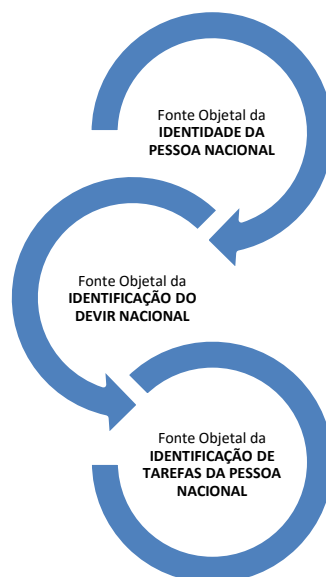 Fonte Objetal da
IDENTIDADE DA
PESSOA NACIONAL
Fonte Objetal da
IDENTIFICAÇÃO DO
DEVIR NACIONAL
Fonte Objetal da
IDENTIFICAÇÃO DE
TAREFAS DA PESSOA
NACIONAL